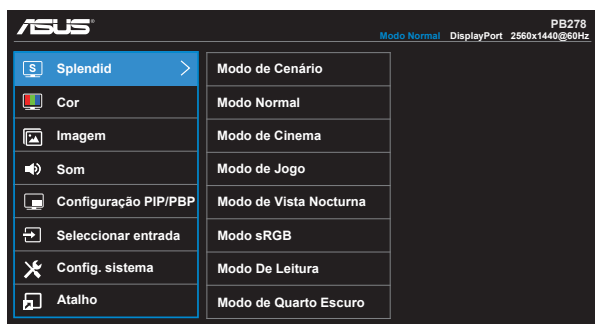 ASUS
PB278
Modo Normal DisplayPort 2560x1440@60Hz
S Splendid
Cor
Imagem
Som
Configuração PIP/PBP
Seleccionar entrada
Config. sistema
Atalho
Modo de Cenário
Modo Normal
Modo de Cinema
Modo de Jogo
Modo de Vista Nocturna
Modo sRGB
Modo De Leitura
Modo de Quarto Escuro